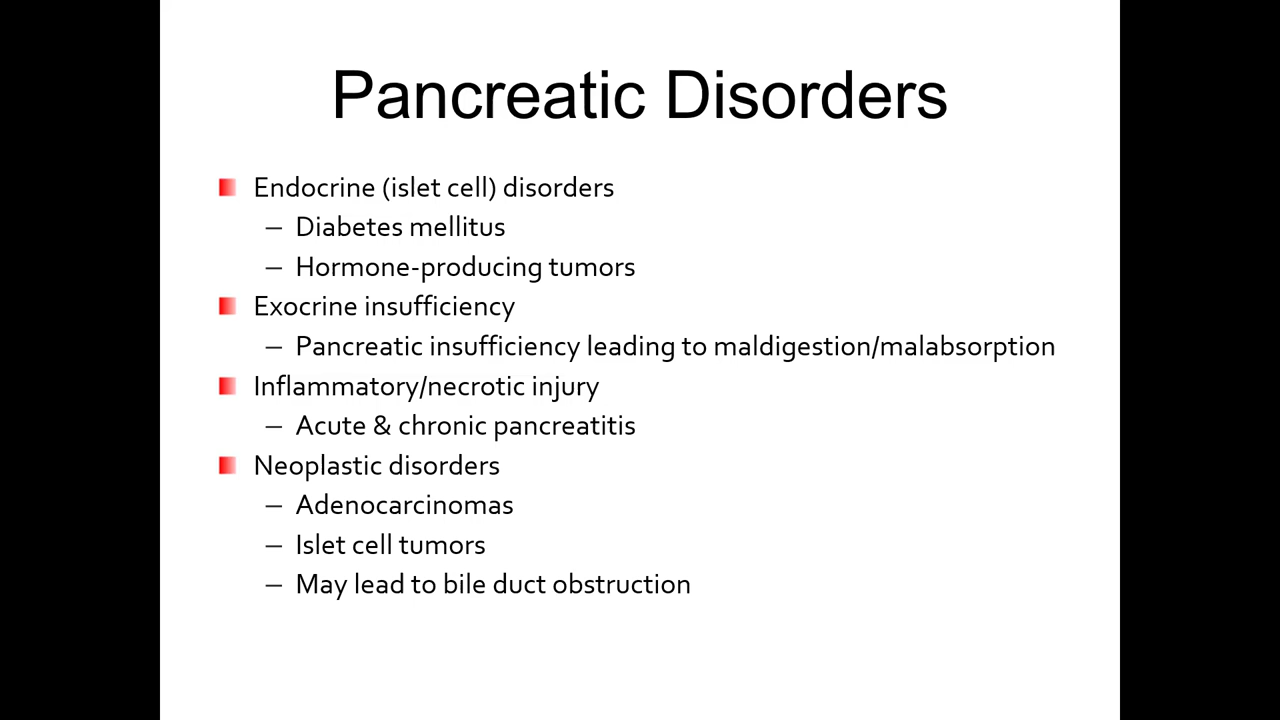 Pancreatic Disorders
Endocrine (islet cell) disorders
– Diabetes mellitus
– Hormone-producing tumors
Exocrine insufficiency
– Pancreatic insufficiency leading to maldigestion/malabsorption
Inflammatory/necrotic injury
– Acute & chronic pancreatitis
Neoplastic disorders
– Adenocarcinomas
– Islet cell tumors
– May lead to bile duct obstruction